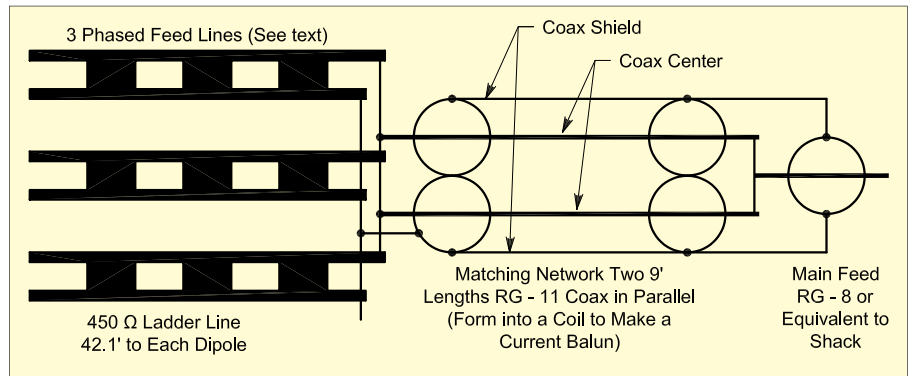 3 Phased Feed Lines (See text)
Coax Shield
Coax Center
450 Ω Ladder Line
42.1' to Each Dipole
Matching Network Two 9'
Lengths RG - 11 Coax in Parallel
(Form into a Coil to Make a
Current Balun)
Main Feed
RG - 8 or
Equivalent to
Shack